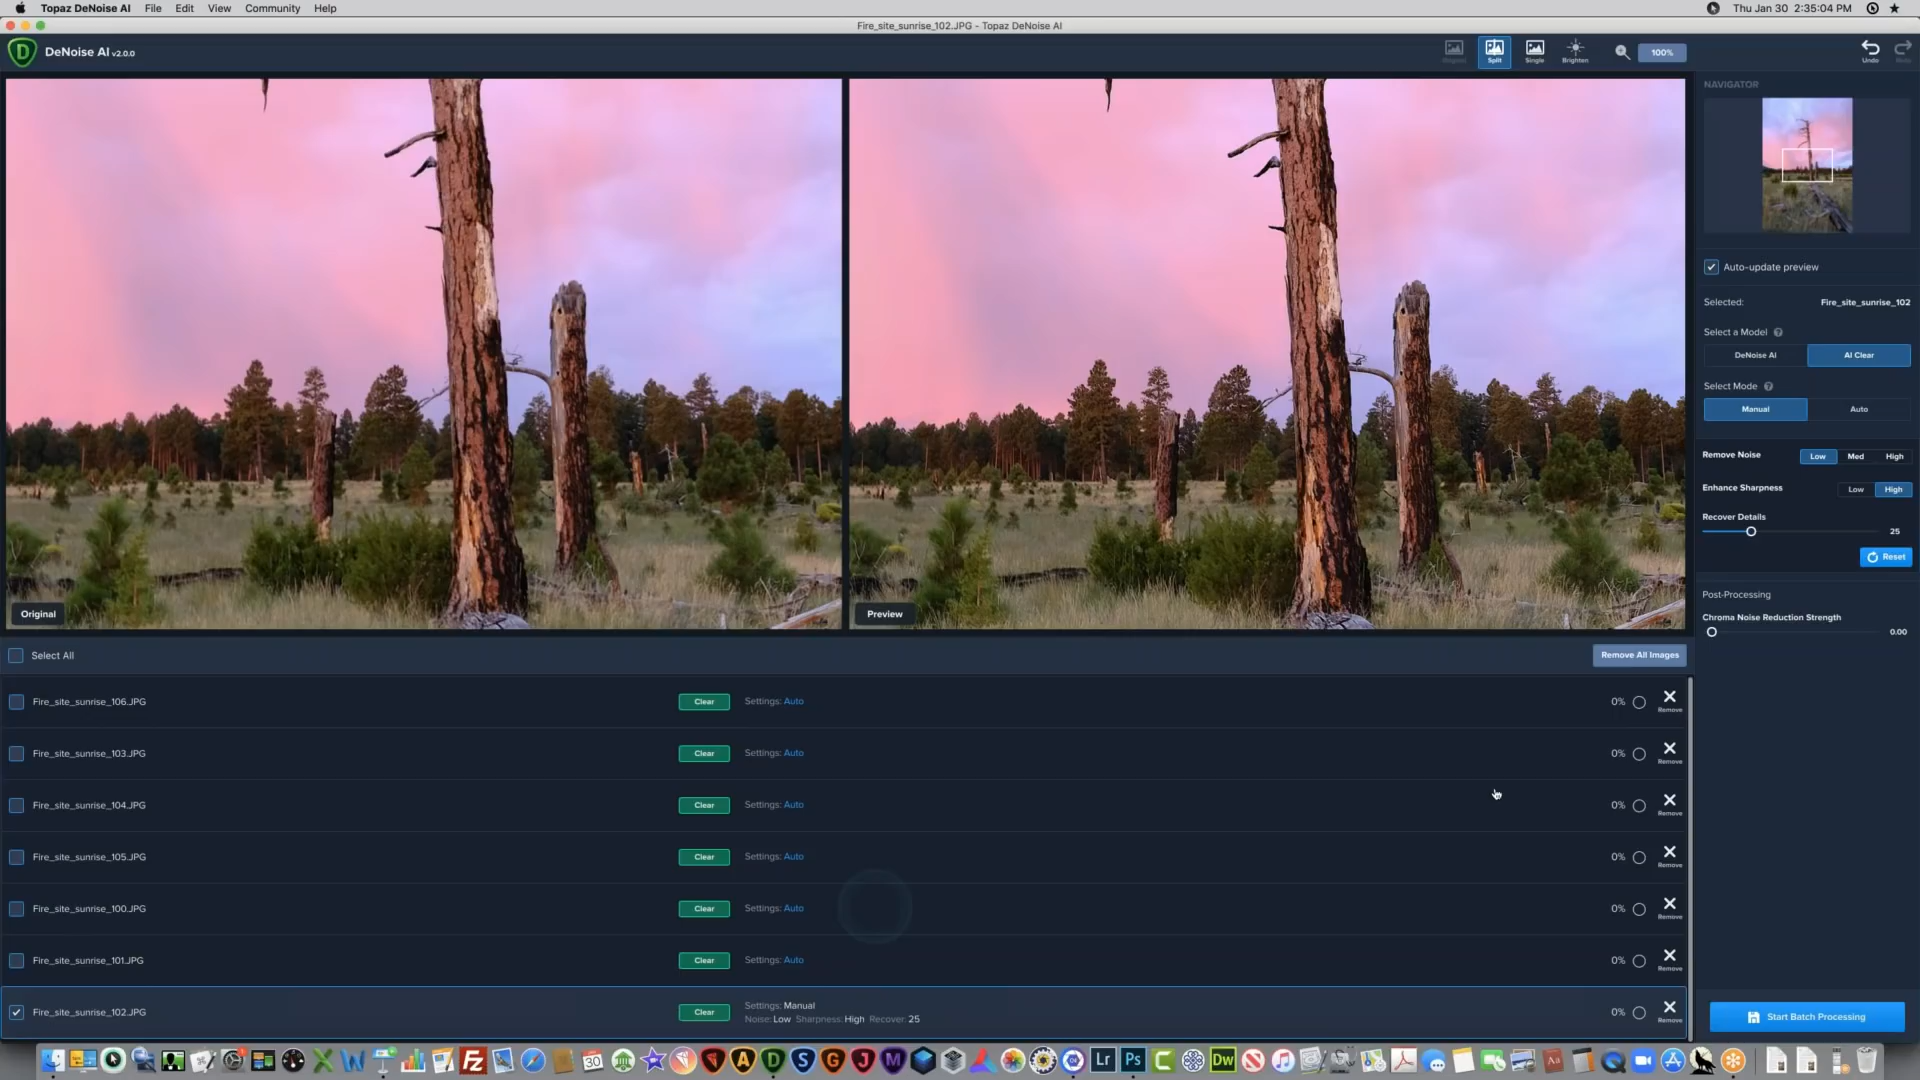 Topaz DeNoise AI File Edit View Community Help Thu Jan 30 2:35:04 PM
Fire_site_sunrise_102.JPG - Topaz DeNoise AI
DeNoise AI v2.0.0
Split Single Brighten 100% Undo
NAVIGATOR
Auto-update preview
Selected: Fire_site_sunrise_102
Select a Model
DeNoise AI AI Clear
Select Mode
Manual Auto
Remove Noise Low Med High
Enhance Sharpness Low High
Recover Details
25
Reset
Post-Processing
Chroma Noise Reduction Strength
0.00
Original Preview
Select All Remove All Images
Fire_site_sunrise_106.JPG Clear Settings: Auto 0% Remove
Fire_site_sunrise_103.JPG Clear Settings: Auto 0% Remove
Fire_site_sunrise_104.JPG Clear Settings: Auto 0% Remove
Fire_site_sunrise_105.JPG Clear Settings: Auto 0% Remove
Fire_site_sunrise_100.JPG Clear Settings: Auto 0% Remove
Fire_site_sunrise_101.JPG Clear Settings: Auto 0% Remove
Fire_site_sunrise_102.JPG Clear Settings: Manual 0% Remove
Noise: Low Sharpness: High Recover: 25
Start Batch Processing
Lr Ps Dw